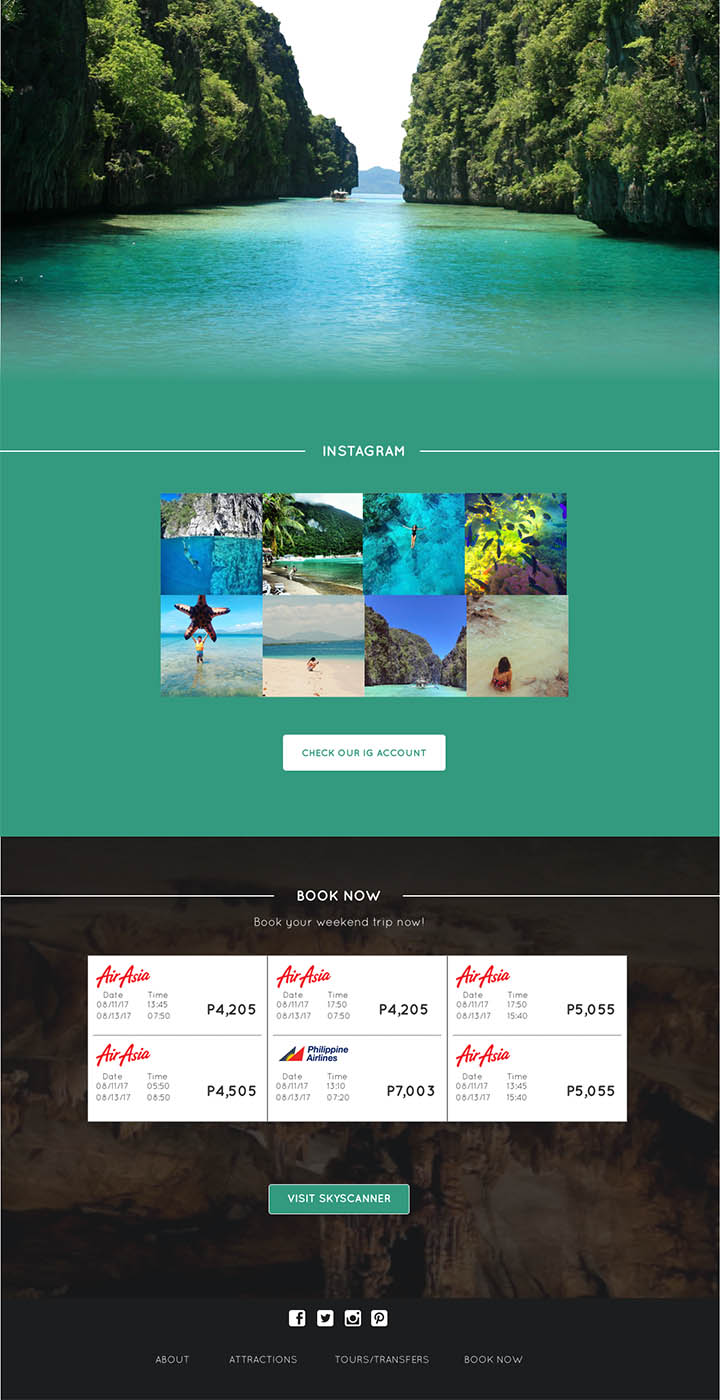 INSTAGRAM
CHECK OUR IG ACCOUNT
BOOK NOW
Book your weekend trip now!
AirAsia
Date Time
08/11/17 13:45
08/13/17 07:50
P4,205
AirAsia
Date Time
08/11/17 17:50
08/13/17 07:50
P4,205
AirAsia
Date Time
08/11/17 17:50
08/13/17 15:40
P5,055
AirAsia
Date Time
08/11/17 05:50
08/13/17 08:50
P4,505
Philippine
Airlines
Date Time
08/11/17 13:10
08/13/17 07:20
P7,003
AirAsia
Date Time
08/11/17 13:45
08/13/17 15:40
P5,055
VISIT SKYSCANNER
ABOUT ATTRACTIONS TOURS/TRANSFERS BOOK NOW